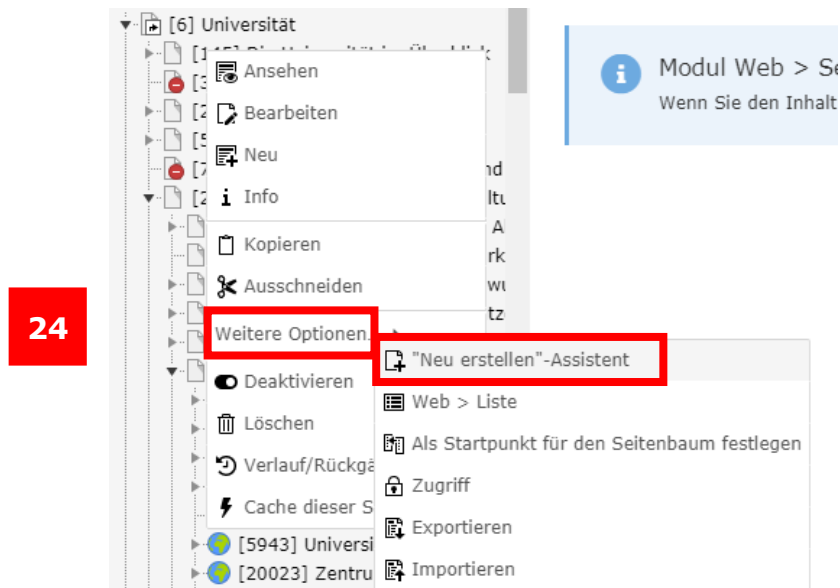 [6] Universität
Ansehen
Bearbeiten
Neu
Info
Kopieren
Ausschneiden
Weitere Optionen.
Deaktivieren
Löschen
Verlauf/Rückgä
Cache dieser S
[5943] Universi
[20023] Zentru
"Neu erstellen"-Assistent
Web > Liste
Als Startpunkt für den Seitenbaum festlegen
Zugriff
Exportieren
Importieren
24
Modul Web > Se
Wenn Sie den Inhalt